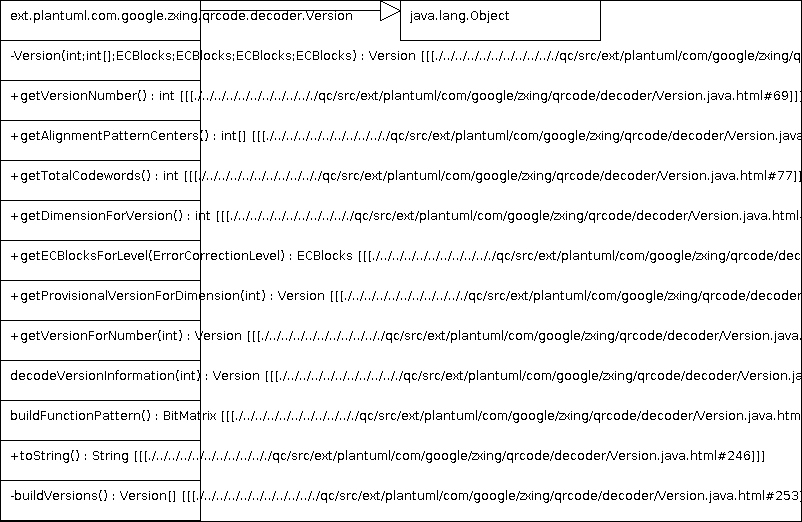 ext.plantuml.com.google.zxing.qrcode.decoder.Version
java.lang.Object
-Version(int;int[];ECBlocks;ECBlocks;ECBlocks;ECBlocks) : Version [[[./../../../../../../../../../../qc/src/ext/plantuml/com/google/zxing/q
+getVersionNumber() : int [[[./../../../../../../../../../../qc/src/ext/plantuml/com/google/zxing/qrcode/decoder/Version.java.html#69]]]
+getAlignmentPatternCenters() : int[] [[[./../../../../../../../../../../qc/src/ext/plantuml/com/google/zxing/qrcode/decoder/Version.java
+getTotalCodewords() : int [[[./../../../../../../../../../../qc/src/ext/plantuml/com/google/zxing/qrcode/decoder/Version.java.html#77]]
+getDimensionForVersion() : int [[[./../../../../../../../../../../qc/src/ext/plantuml/com/google/zxing/qrcode/decoder/Version.java.html
+getECBlocksForLevel(ErrorCorrectionLevel) : ECBlocks [[[./../../../../../../../../../../qc/src/ext/plantuml/com/google/zxing/qrcode/dec
+getProvisionalVersionForDimension(int) : Version [[[./../../../../../../../../../../qc/src/ext/plantuml/com/google/zxing/qrcode/decoder
+getVersionForNumber(int) : Version [[[./../../../../../../../../../../qc/src/ext/plantuml/com/google/zxing/qrcode/decoder/Version.java.
decodeVersionInformation(int) : Version [[[./../../../../../../../../../../qc/src/ext/plantuml/com/google/zxing/qrcode/decoder/Version.ja
buildFunctionPattern() : BitMatrix [[[./../../../../../../../../../../qc/src/ext/plantuml/com/google/zxing/qrcode/decoder/Version.java.htm
+toString() : String [[[./../../../../../../../../../../qc/src/ext/plantuml/com/google/zxing/qrcode/decoder/Version.java.html#246]]]
-buildVersions() : Version[] [[[./../../../../../../../../../../qc/src/ext/plantuml/com/google/zxing/qrcode/decoder/Version.java.html#253]